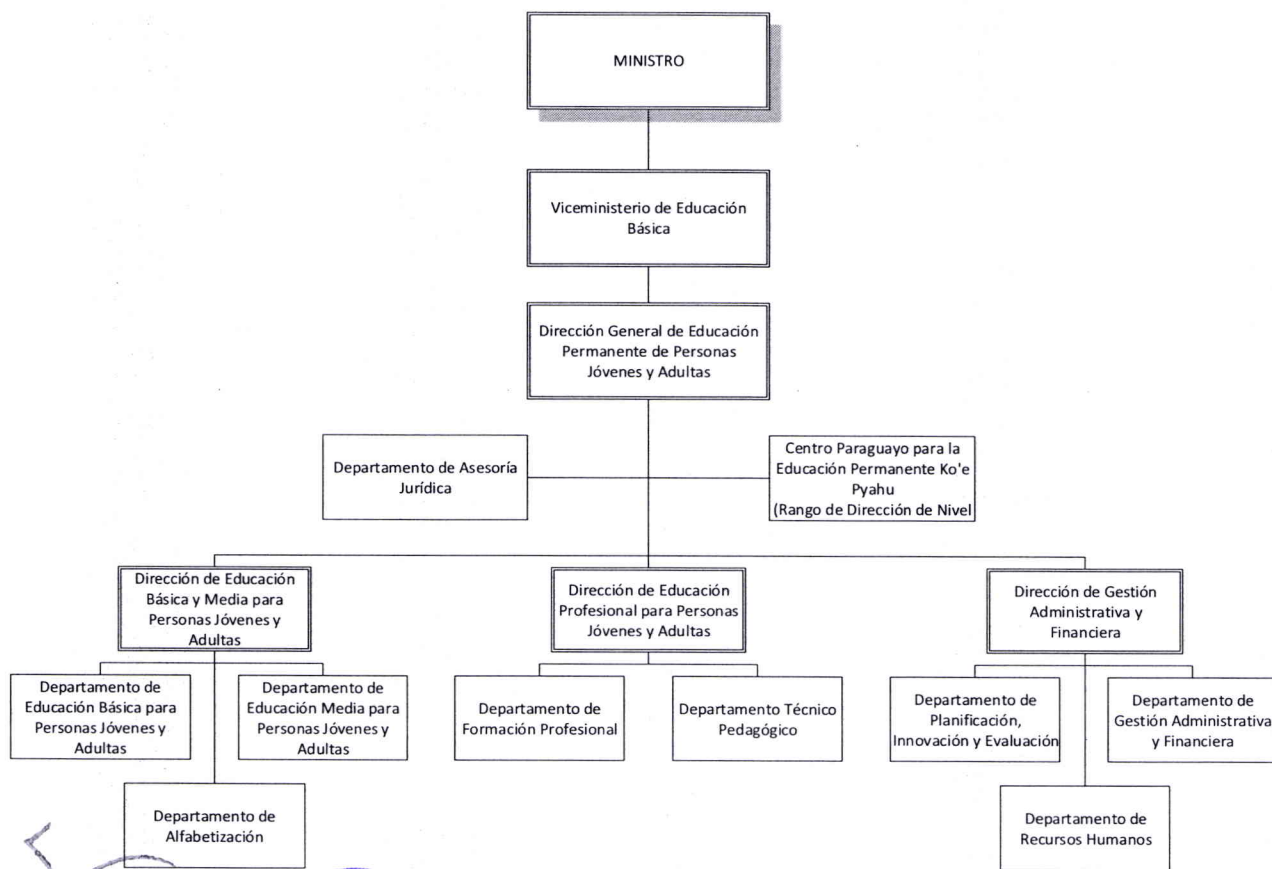 MINISTRO
Viceministerio de Educación
Básica
Dirección General de Educación
Permanente de Personas
Jóvenes y Adultas
Departamento de Asesoría
Jurídica
Centro Paraguayo para la
Educación Permanente Ko'e
Pyahu
(Rango de Dirección de Nivel
Dirección de Educación
Básica y Media para
Personas Jóvenes y
Adultas
Dirección de Educación
Profesional para Personas
Jóvenes y Adultas
Dirección de Gestión
Administrativa y
Financiera
Departamento de
Educación Básica para
Personas Jóvenes y
Adultas
Departamento de
Educación Media para
Personas Jóvenes y
Adultas
Departamento de
Formación Profesional
Departamento Técnico
Pedagógico
Departamento de
Planificación,
Innovación y Evaluación
Departamento de
Gestión Administrativa
y Financiera
Departamento de
Alfabetización
Departamento de
Recursos Humanos